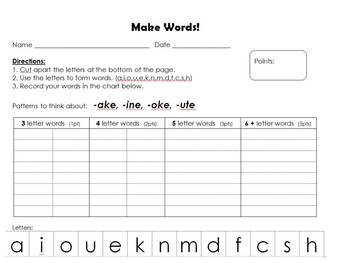 Make Words!
Name ____________________ Date ____________________
Directions:
1. Cut apart the letters at the bottom of the page.
2. Use the letters to form words. (a,i,o,u,e,k,n,m,d,f,c,s,h)
3. Record your words in the chart below.
Points:
Patterns to think about: -ake, -ine, -oke, -ute
3 letter words (1pt) 4 letter words (2pts) 5 letter words (3pts) 6 + letter words (5pts)
Letters:
a i o u e k n m d f c s h